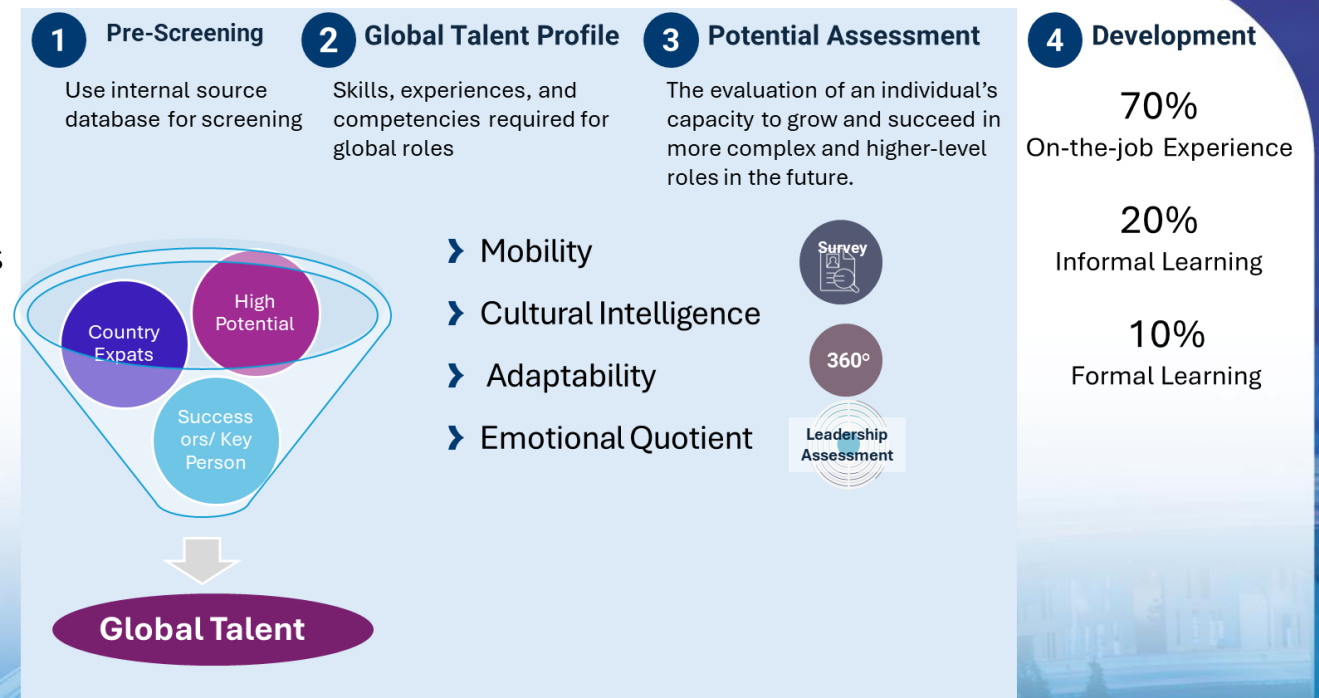 1
Pre-Screening
Use internal source
database for screening
Country
Expats
High
Potential
Success
ors/ Key
Person
Global Talent
2
Global Talent Profile
Skills, experiences, and
competencies required for
global roles
Mobility
Cultural Intelligence
Adaptability
Emotional Quotient
3
Potential Assessment
The evaluation of an individual’s
capacity to grow and succeed in
more complex and higher-level
roles in the future.
Survey
360°
Leadership
Assessment
4
Development
70%
On-the-job Experience
20%
Informal Learning
10%
Formal Learning